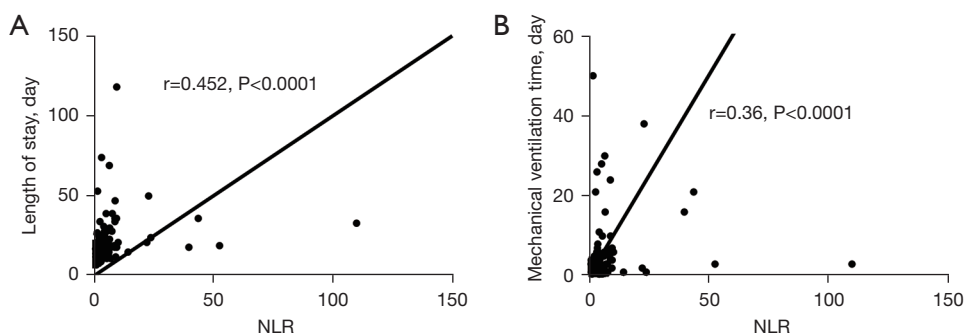 A
Length of stay, day
150
100
50
0
r=0.452, P<0.0001
0
50
100
150
NLR
B
Mechanical ventilation time, day
60
40
20
0
r=0.36, P<0.0001
0
50
100
150
NLR